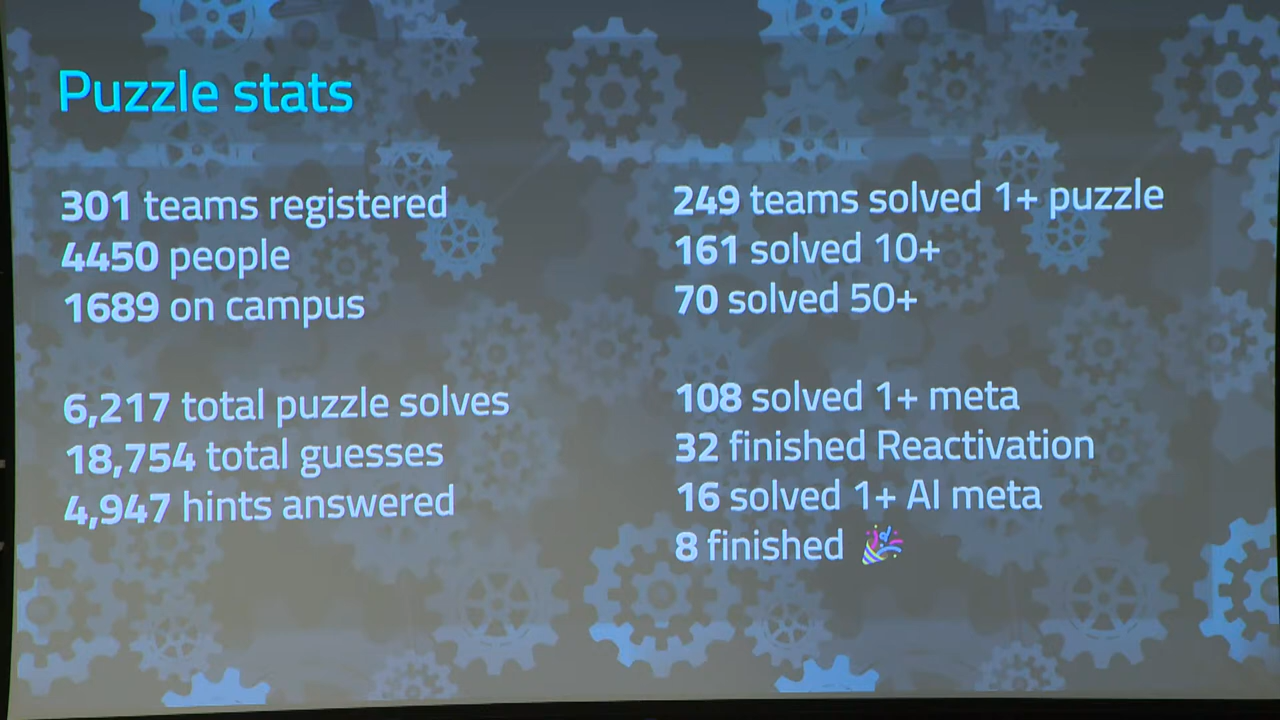 Puzzle stats
301 teams registered
4450 people
1689 on campus
6,217 total puzzle solves
18,754 total guesses
4,947 hints answered
249 teams solved 1+ puzzle
161 solved 10+
70 solved 50+
108 solved 1+ meta
32 finished Reactivation
16 solved 1+ AI meta
8 finished 🎉